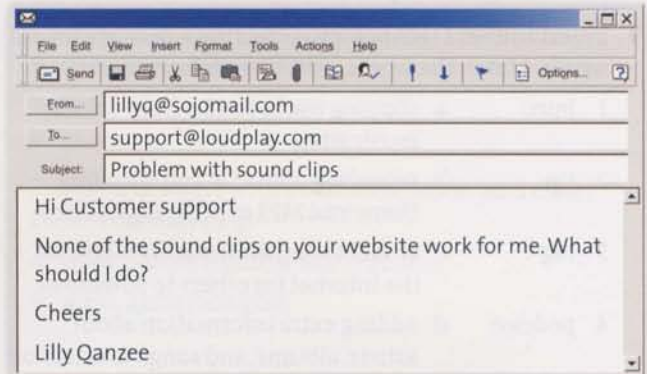 File Edit View Insert Format Tools Actions Help
Send Options...
From... lillyq@sojomail.com
To... support@loudplay.com
Subject: Problem with sound clips
Hi Customer support
None of the sound clips on your website work for me. What
should I do?
Cheers
Lilly Qanzee